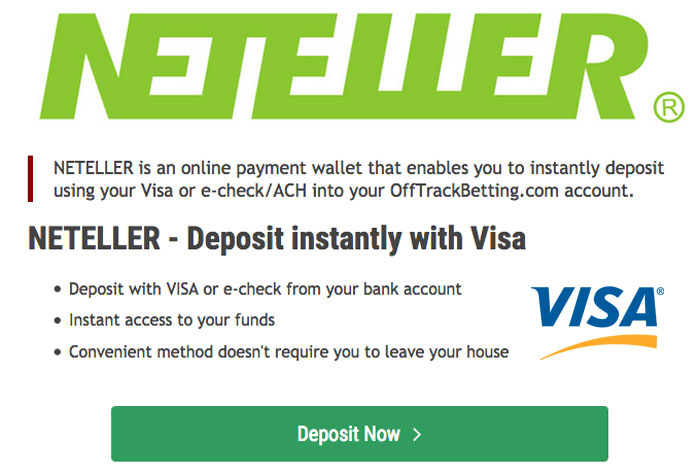 NETELLER®
NETELLER is an online payment wallet that enables you to instantly deposit
using your Visa or e-check/ACH into your OffTrackBetting.com account.
NETELLER - Deposit instantly with Visa
• Deposit with VISA or e-check from your bank account
• Instant access to your funds
• Convenient method doesn't require you to leave your house
VISA®
Deposit Now >